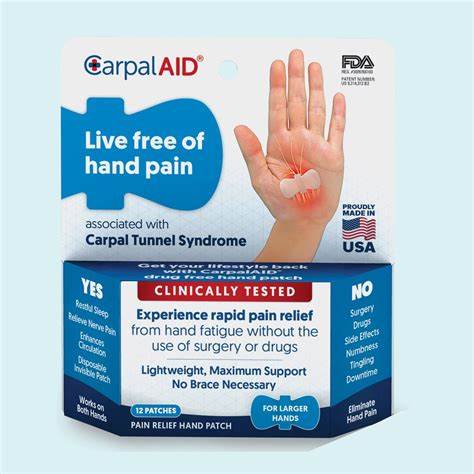 CarpalAID®
FDA
PATENT NUMBER:
Live free of
hand pain
associated with
Carpal Tunnel Syndrome
PROUDLY
MADE IN
USA
Get your lifestyle back
with CarpalAID®
drug free hand patch
CLINICALLY TESTED
Experience rapid pain relief
from hand fatigue without the
use of surgery or drugs
Lightweight, Maximum Support
No Brace Necessary
12 PATCHES
PAIN RELIEF HAND PATCH
FOR LARGER
HANDS
YES
Restful Sleep
Relieve Nerve Pain
Enhances
Circulation
Disposable
Invisible Patch
Works on
Both Hands
NO
Surgery
Drugs
Side Effects
Numbness
Tingling
Downtime
Eliminate
Hand Pain